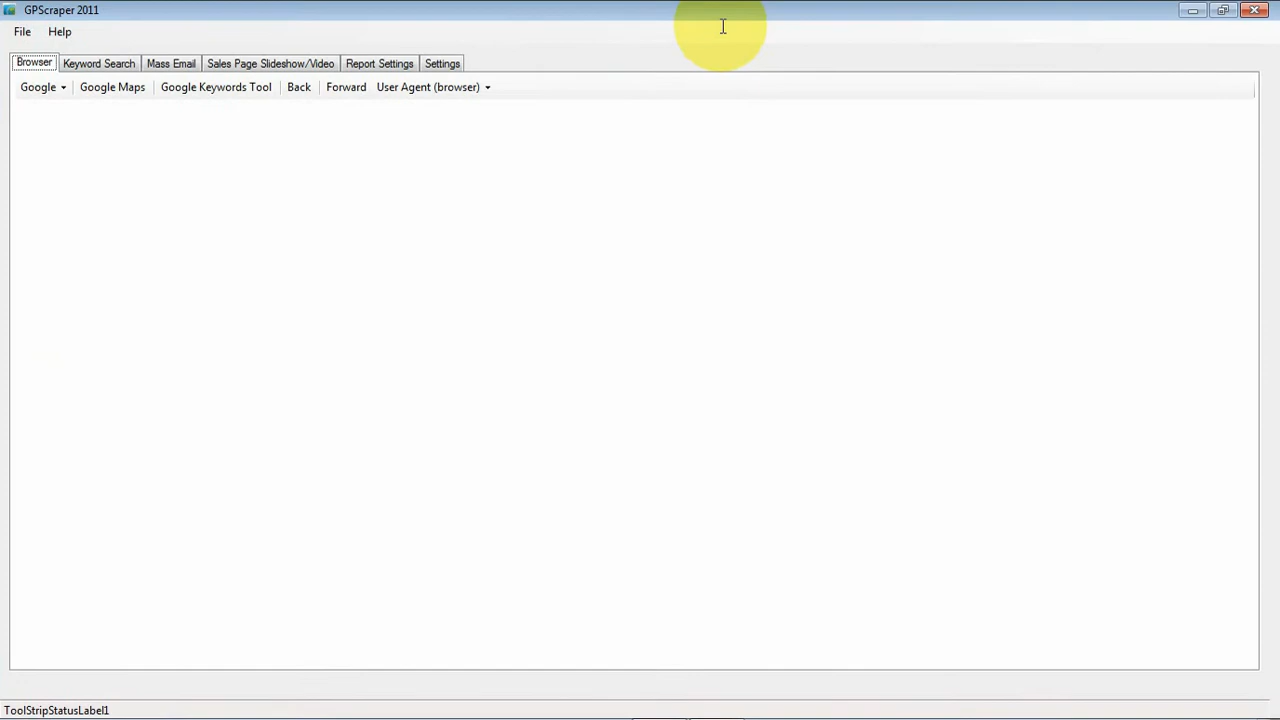 GPScraper 2011
File Help
Browser Keyword Search Mass Email Sales Page Slideshow/Video Report Settings Settings
Google Google Maps Google Keywords Tool Back Forward User Agent (browser)
ToolStripStatusLabel1